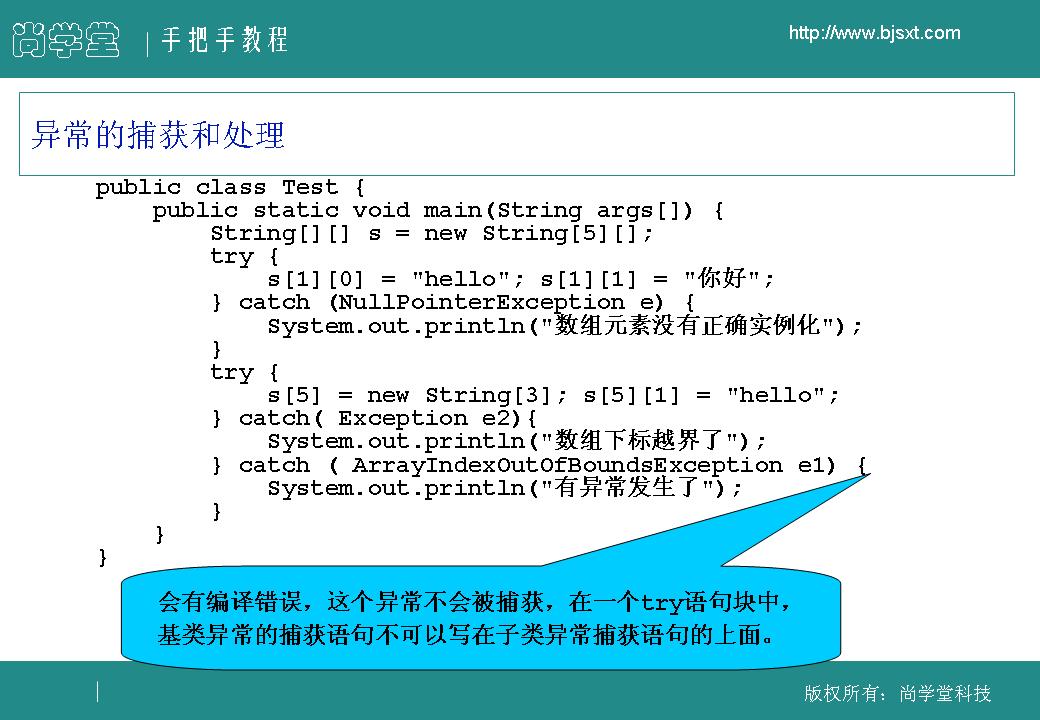 尚学堂 | 手把手教程
http://www.bjsxt.com
异常的捕获和处理
public class Test {
    public static void main(String args[]) {
        String[][] s = new String[5][];
        try {
            s[1][0] = "hello"; s[1][1] = "你好";
        } catch (NullPointerException e) {
            System.out.println("数组元素没有正确实例化");
        }
        try {
            s[5] = new String[3]; s[5][1] = "hello";
        } catch( Exception e2){
            System.out.println("数组下标越界了");
        } catch ( ArrayIndexOutOfBoundsException e1) {
            System.out.println("有异常发生了");
        }
    }
}
会有编译错误，这个异常不会被捕获，在一个try语句块中，
基类异常的捕获语句不可以写在子类异常捕获语句的上面。
版权所有：尚学堂科技